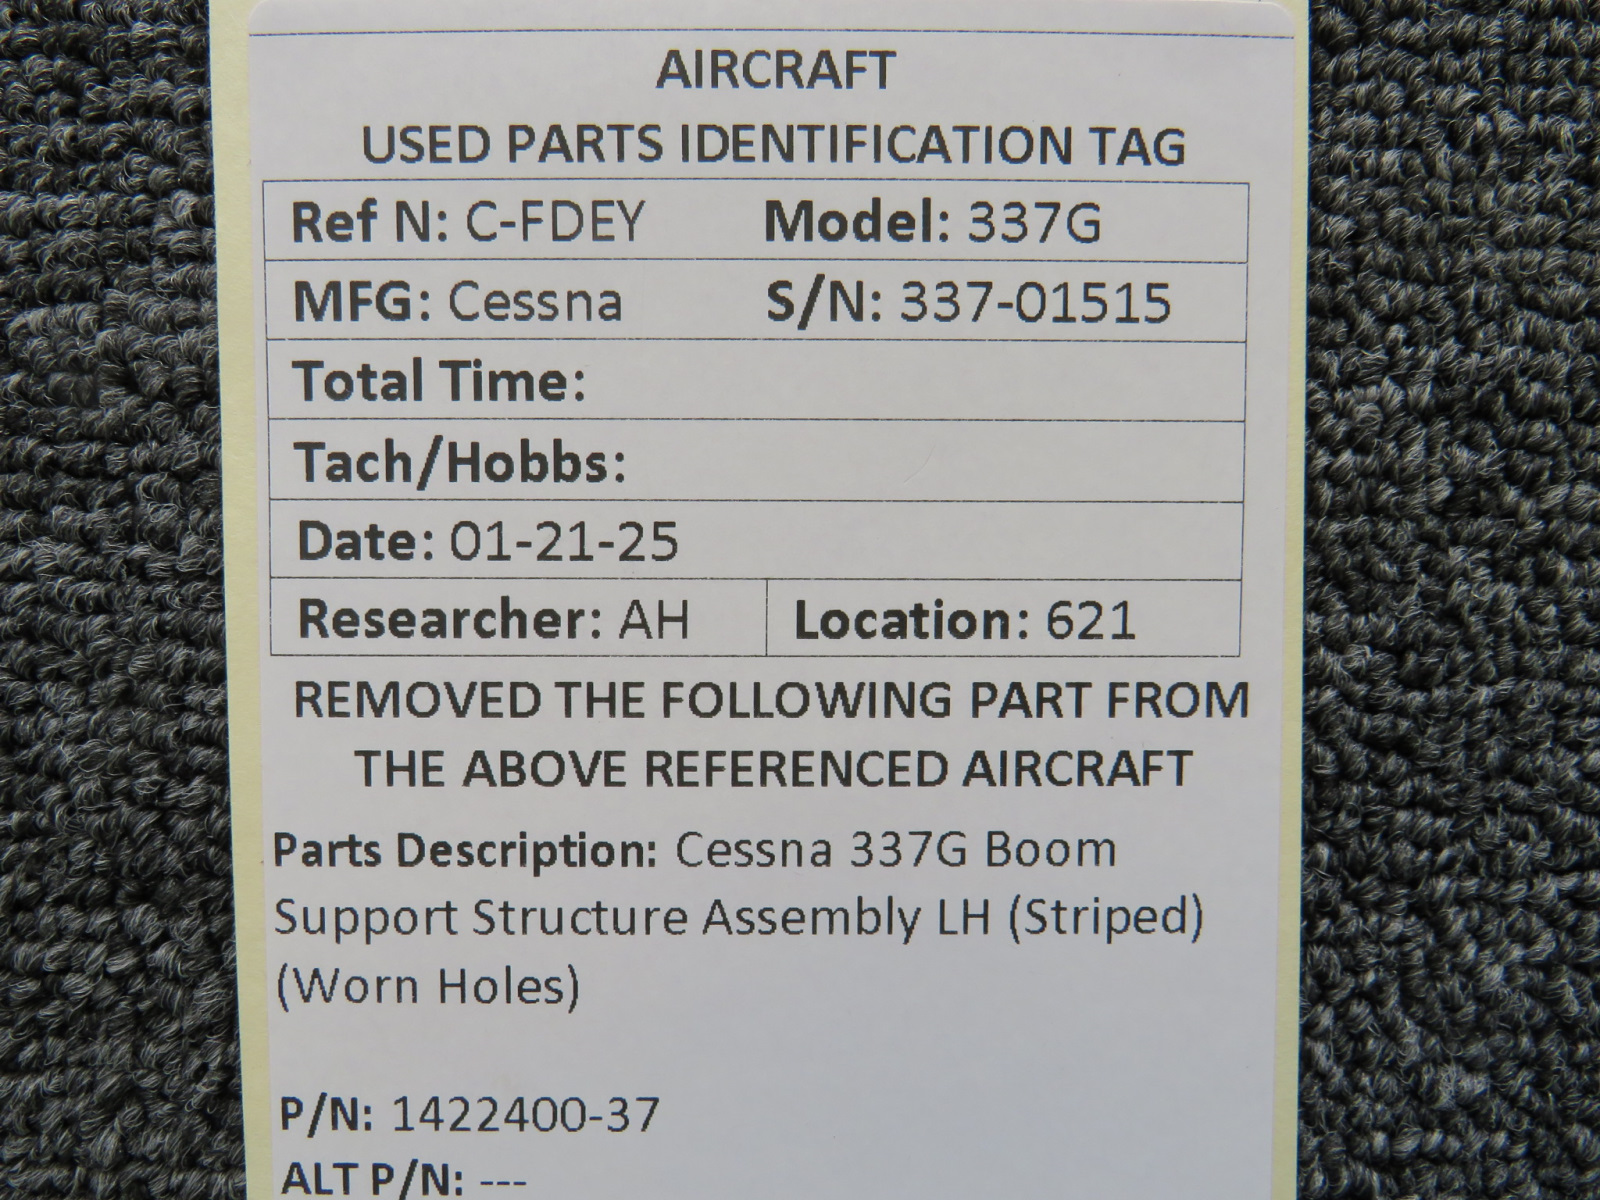 AIRCRAFT
USED PARTS IDENTIFICATION TAG
Ref N: C-FDEY Model: 337G
MFG: Cessna S/N: 337-01515
Total Time:
Tach/Hobbs:
Date: 01-21-25
Researcher: AH Location: 621
REMOVED THE FOLLOWING PART FROM
THE ABOVE REFERENCED AIRCRAFT
Parts Description: Cessna 337G Boom
Support Structure Assembly LH (Striped)
(Worn Holes)
P/N: 1422400-37
ALT P/N: ---